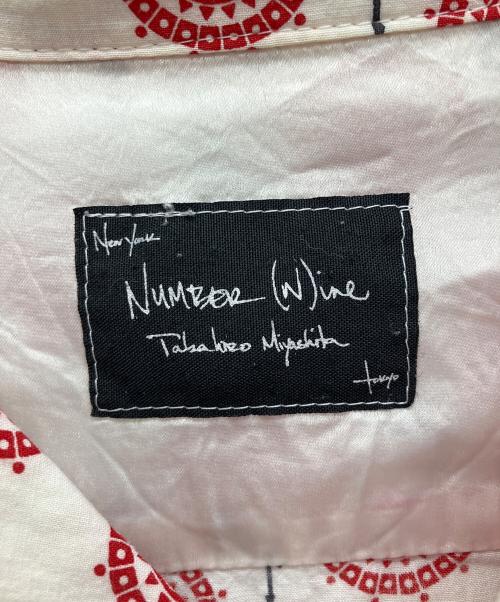 New York
NUMBER (N)ine
Takahiro Miyashita
tokyo